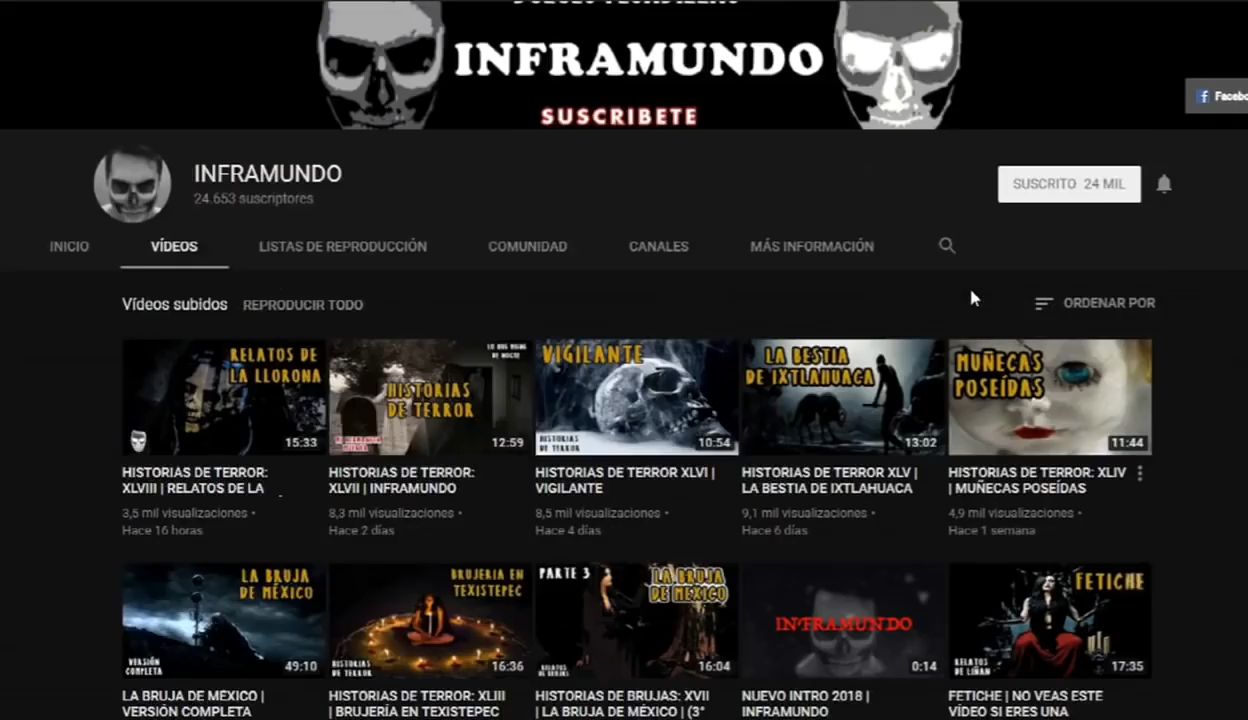 INFRAMUNDO
SUSCRIBETE
INFRAMUNDO
24.653 suscriptores
SUSCRITO 24 MIL
INICIO
VÍDEOS
LISTAS DE REPRODUCCIÓN
COMUNIDAD
CANALES
MÁS INFORMACIÓN
Vídeos subidos
REPRODUCIR TODO
ORDENAR POR
RELATOS DE
LA LLORONA
15:33
HISTORIAS
DE TERROR
12:59
VIGILANTE
HISTORIAS
DE TERROR
10:54
LA BESTIA
DE IXTLAHUACA
13:02
MUÑECAS
POSEÍDAS
11:44
HISTORIAS DE TERROR:
XLVIII | RELATOS DE LA
3,5 mil visualizaciones •
Hace 16 horas
HISTORIAS DE TERROR:
XLVII | INFRAMUNDO
8,3 mil visualizaciones •
Hace 2 días
HISTORIAS DE TERROR XLVI |
VIGILANTE
8,5 mil visualizaciones •
Hace 4 días
HISTORIAS DE TERROR XLV |
LA BESTIA DE IXTLAHUACA
9,1 mil visualizaciones •
Hace 6 días
HISTORIAS DE TERROR: XLIV
| MUÑECAS POSEÍDAS
4,9 mil visualizaciones •
Hace 1 semana
LA BRUJA
DE MÉXICO
VERSIÓN
COMPLETA
49:10
BRUJERIA EN
TEXISTEPEC
HISTORIAS
DE TERROR
16:36
PARTE 3
LA BRUJA
DE MEXICO
RELATOS DE
BRUJAS
16:04
INFRAMUNDO
0:14
FETICHE
RELATOS
DE LIÑAN
17:35
LA BRUJA DE MÉXICO |
VERSIÓN COMPLETA
HISTORIAS DE TERROR: XLIII
| BRUJERÍA EN TEXISTEPEC
HISTORIAS DE BRUJAS: XVII
| LA BRUJA DE MÉXICO | (3°
NUEVO INTRO 2018 |
INFRAMUNDO
FETICHE | NO VEAS ESTE
VÍDEO SI ERES UNA